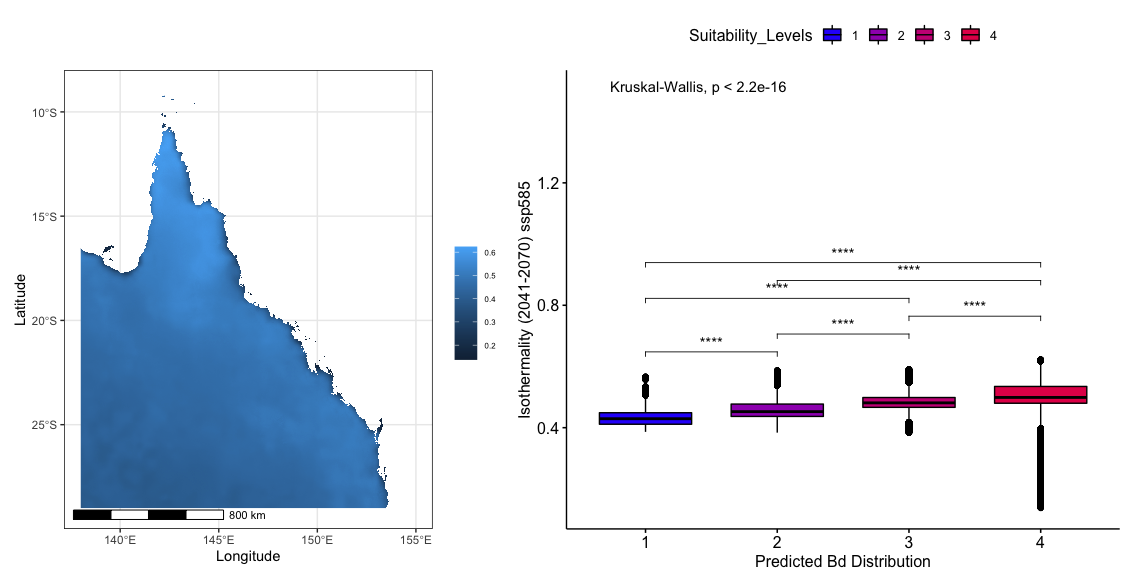 Suitability_Levels 1 2 3 4
Kruskal-Wallis, p < 2.2e-16
10°S
15°S
20°S
25°S
Latitude
140°E 145°E 150°E 155°E
Longitude
800 km
0.6
0.5
0.4
0.3
0.2
Isothermality (2041-2070) ssp585
1.2
0.8
0.4
****
****
****
****
****
****
1 2 3 4
Predicted Bd Distribution